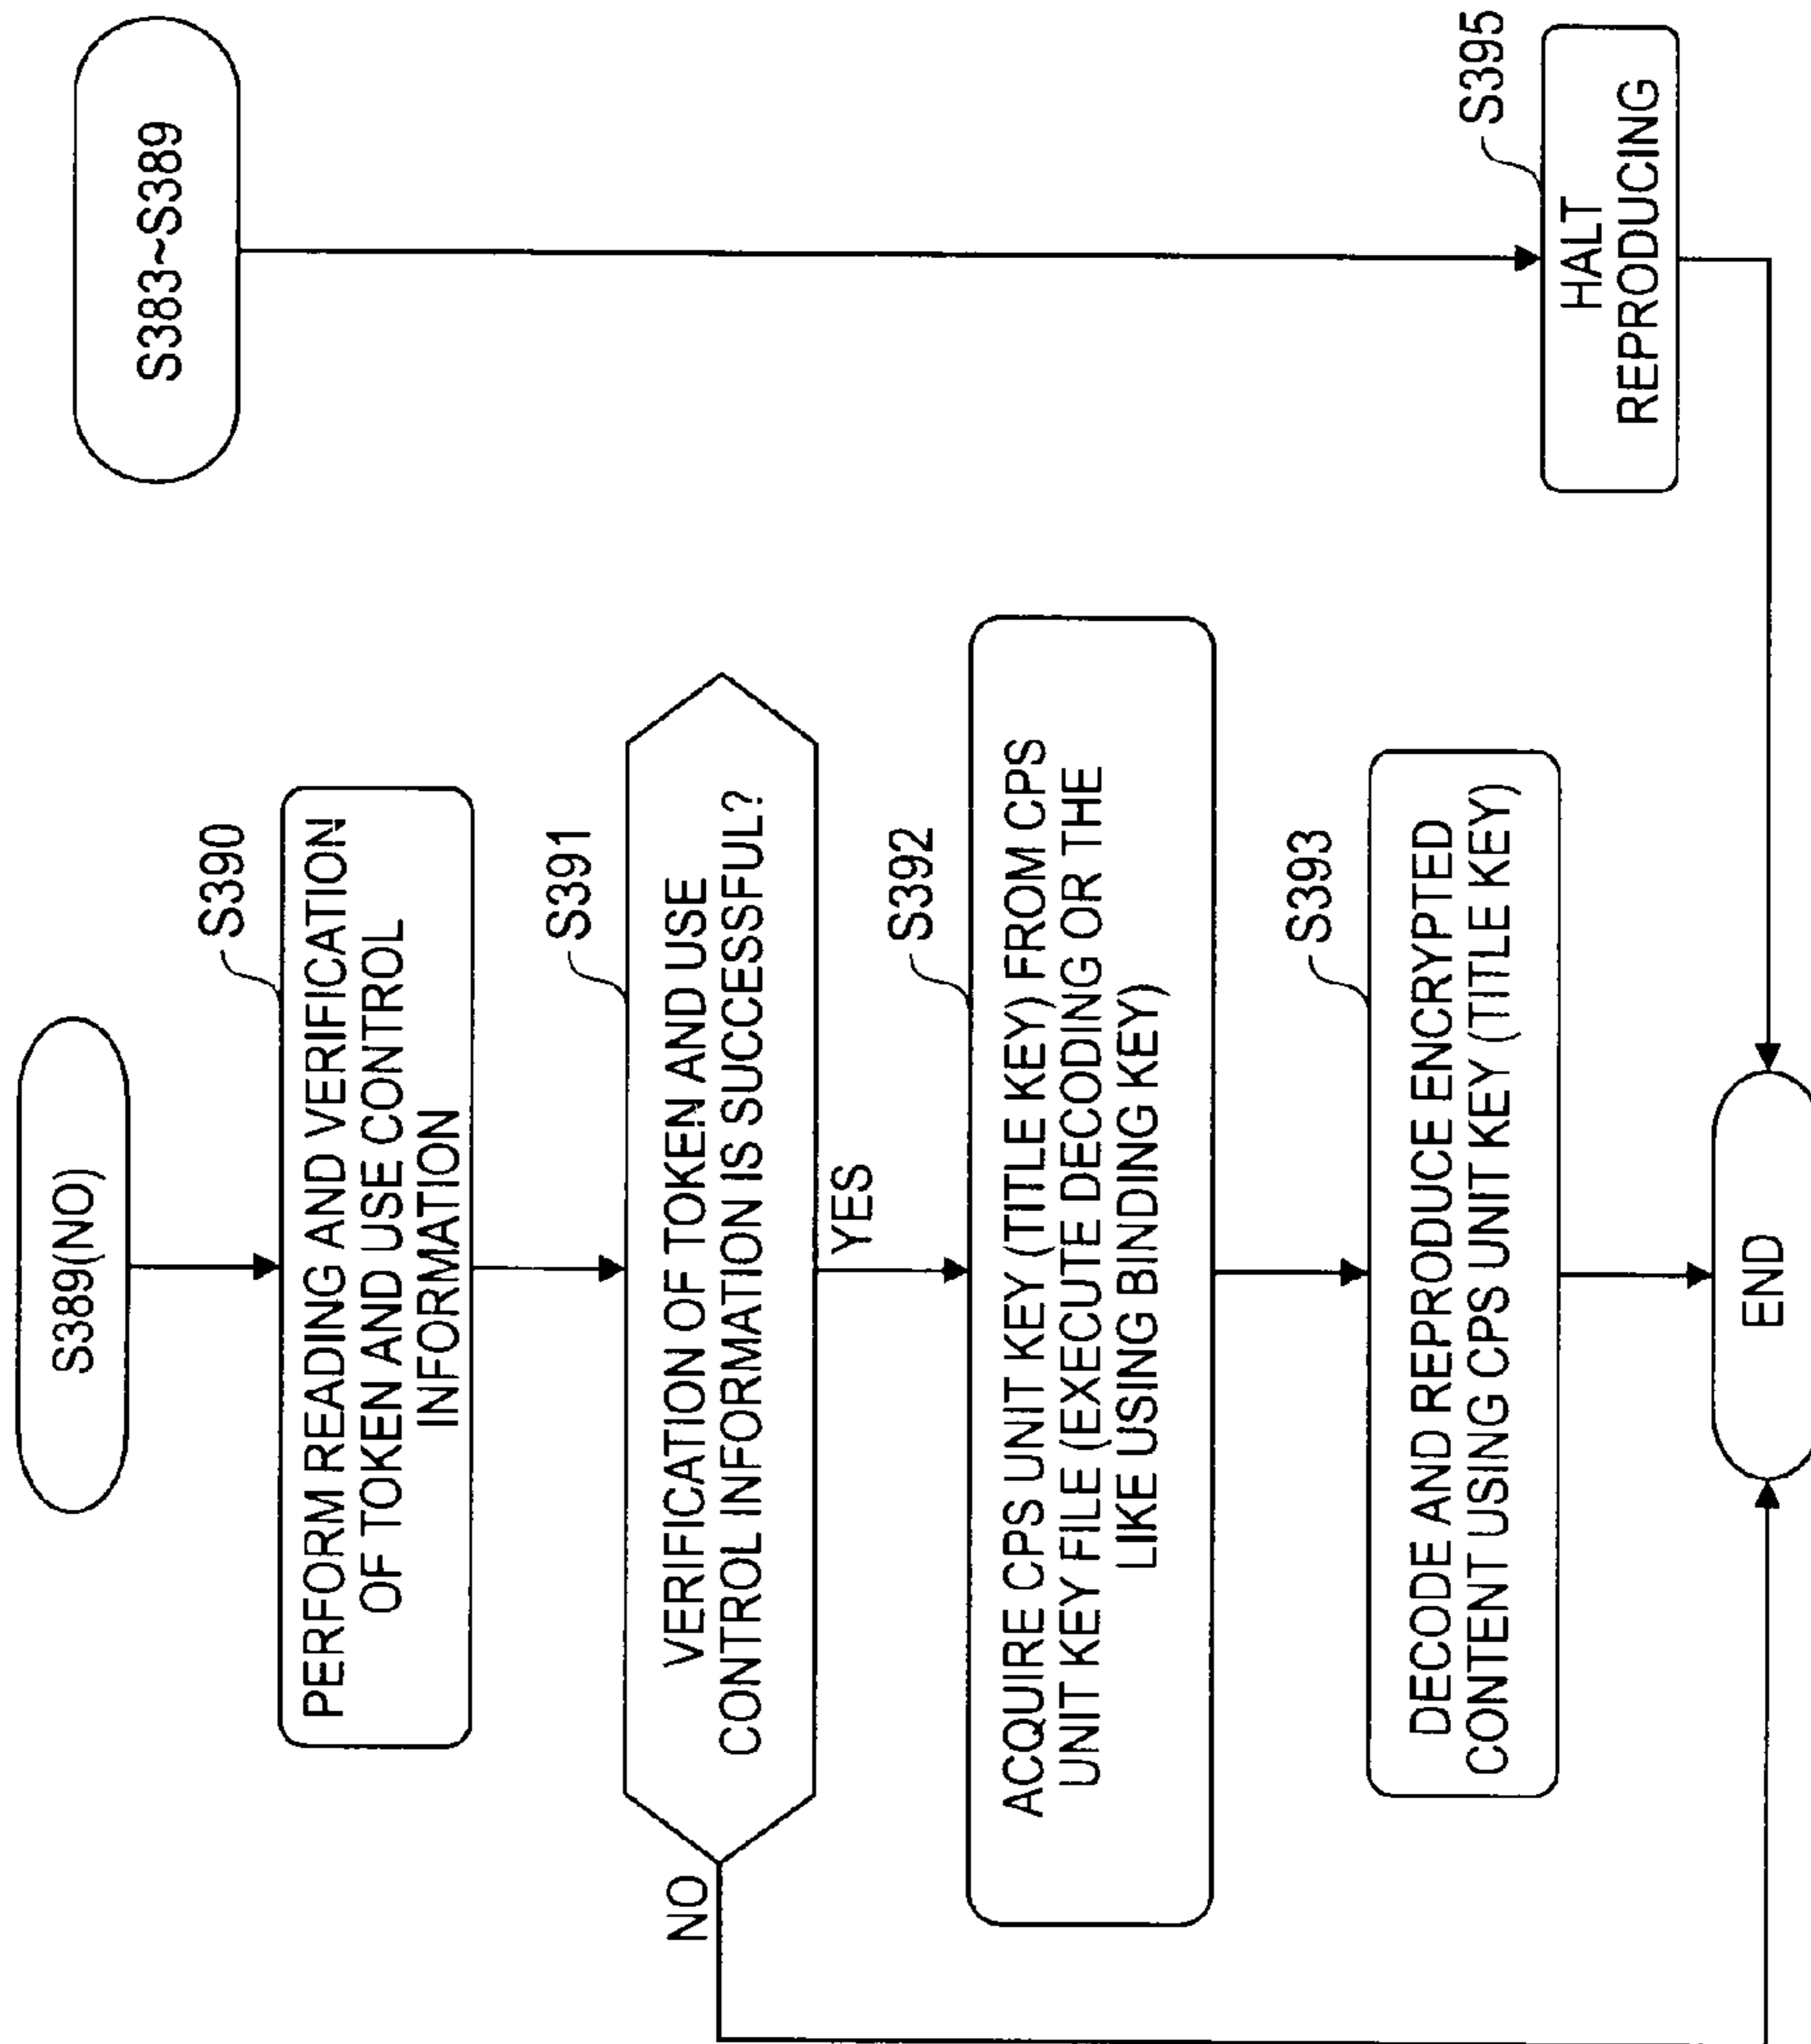 S389(NO)
S390
PERFORM READING AND VERIFICATION
OF TOKEN AND USE CONTROL
INFORMATION
S391
VERIFICATION OF TOKEN AND USE
CONTROL INFORMATION IS SUCCESSFUL?
NO
YES
S392
ACQUIRE CPS UNIT KEY (TITLE KEY) FROM CPS
UNIT KEY FILE (EXECUTE DECODING OR THE
LIKE USING BINDING KEY)
S393
DECODE AND REPRODUCE ENCRYPTED
CONTENT USING CPS UNIT KEY (TITLE KEY)
END
S383~S389
S395
HALT
REPRODUCING